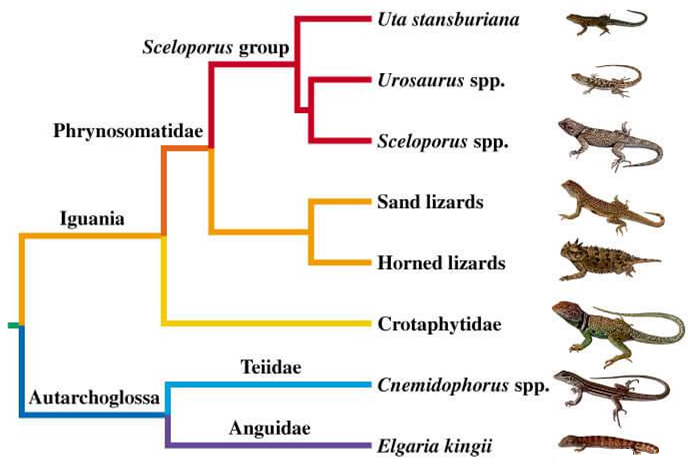 Uta stansburiana
Sceloporus group
Urosaurus spp.
Phrynosomatidae
Sceloporus spp.
Sand lizards
Iguania
Horned lizards
Crotaphytidae
Teiidae
Cnemidophorus spp.
Autarchoglossa
Anguidae
Elgaria kingii